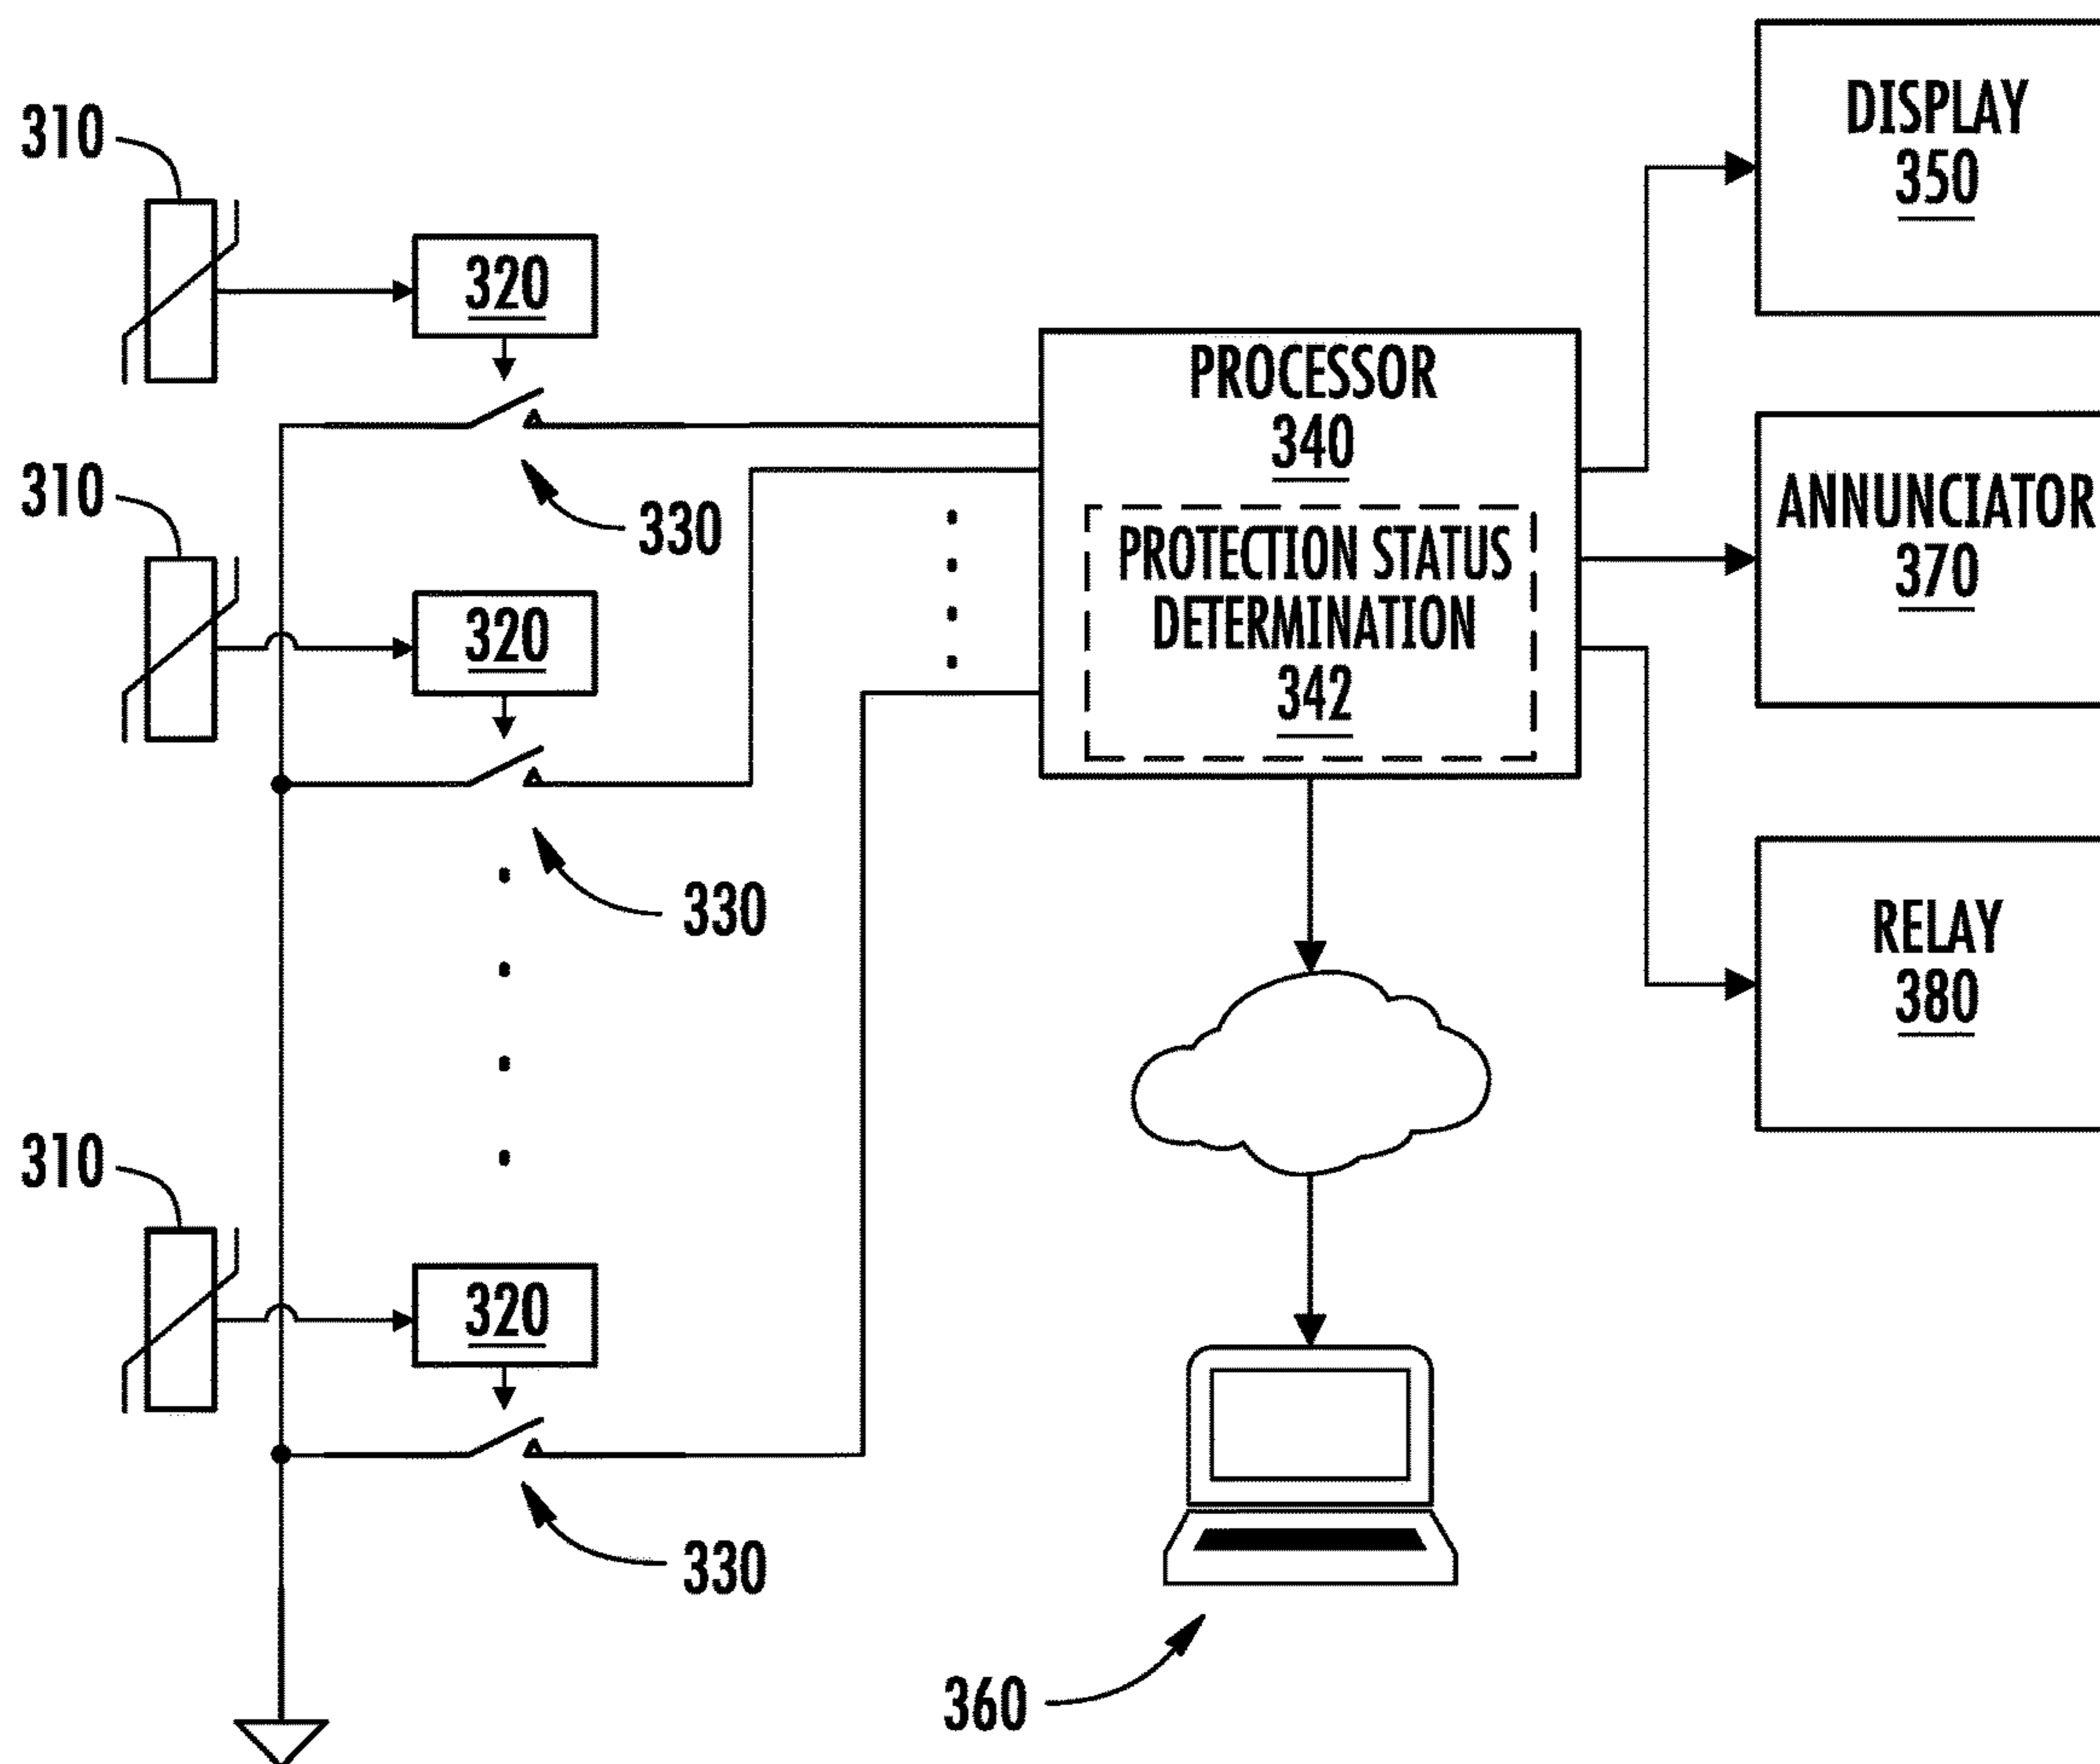 310
320
330
310
320
330
310
320
330
PROCESSOR
340
PROTECTION STATUS
DETERMINATION
342
360
DISPLAY
350
ANNUNCIATOR
370
RELAY
380